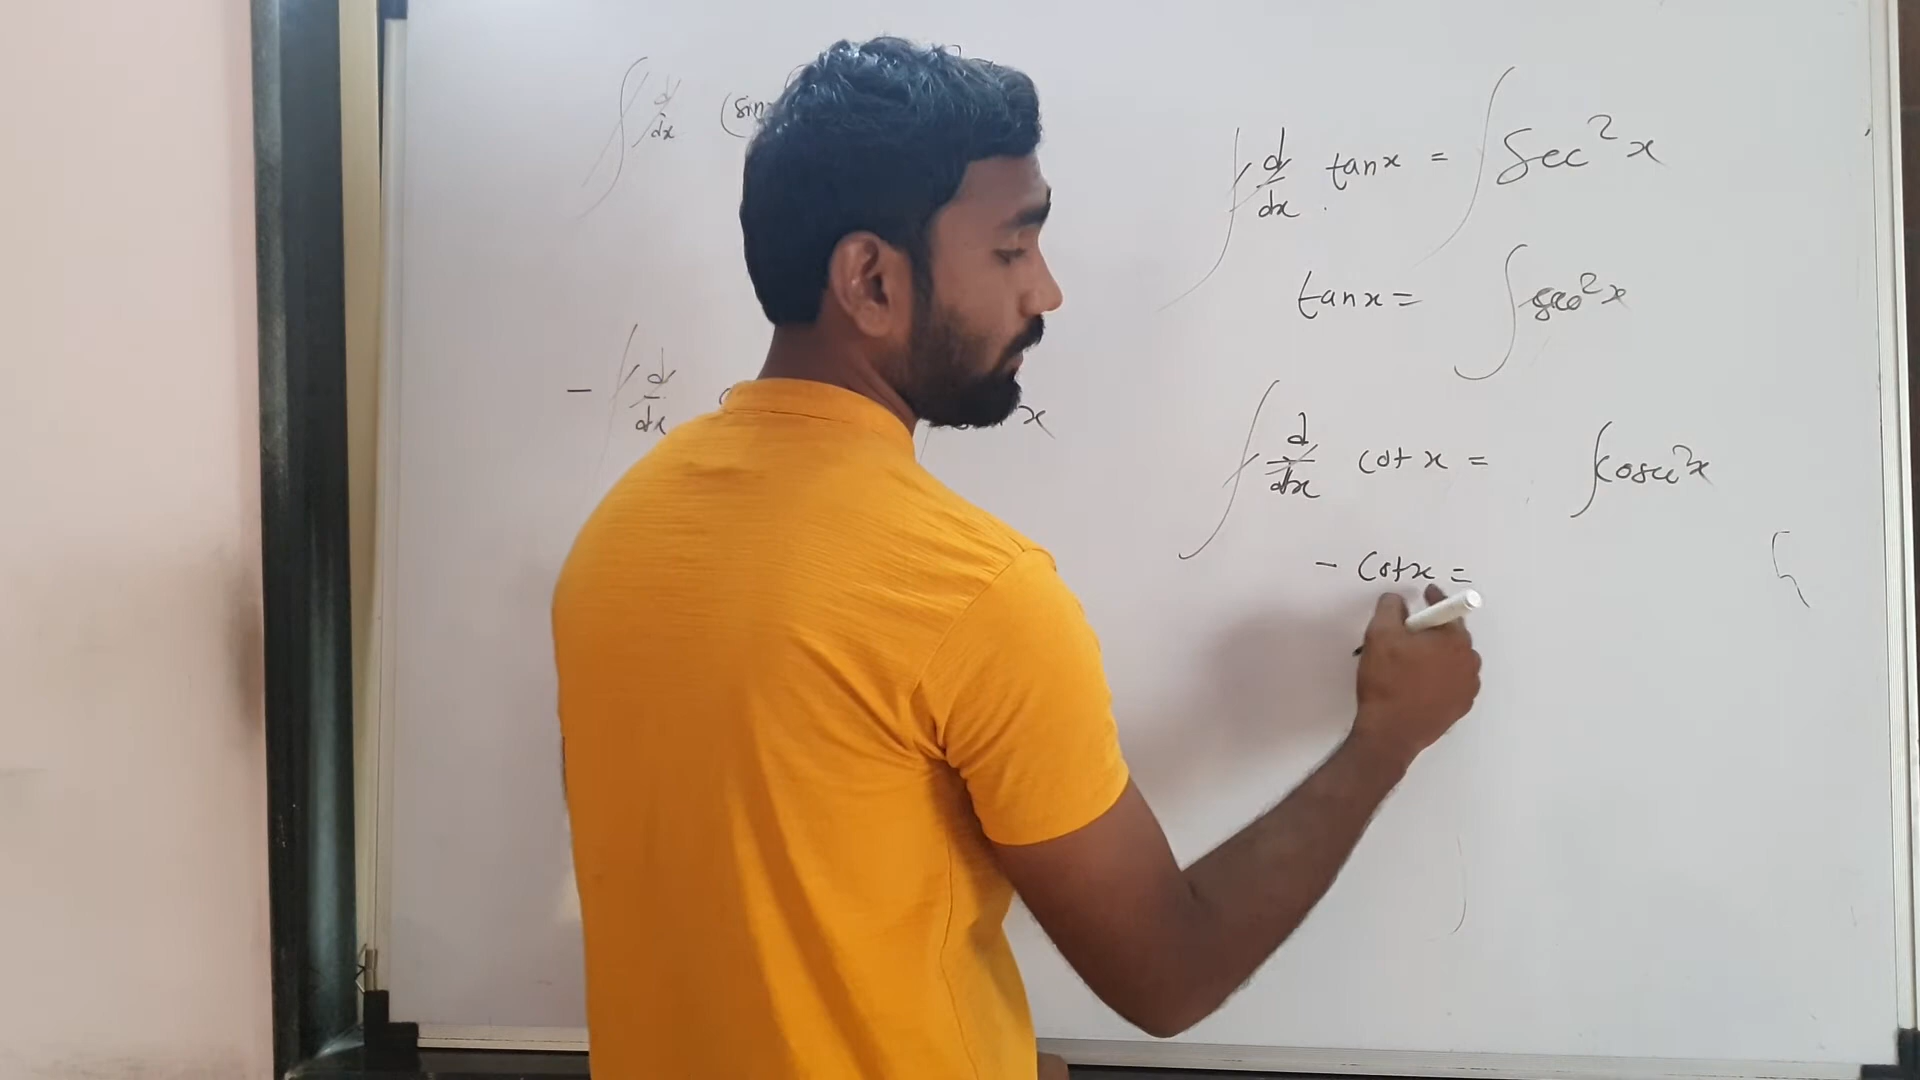 ∫ d/dx (sin
- ∫ d/dx
x
∫ d/dx tanx = ∫ sec²x
tanx = ∫ sec²x
∫ d/dx cot x = ∫ cosec²x
- cotx =